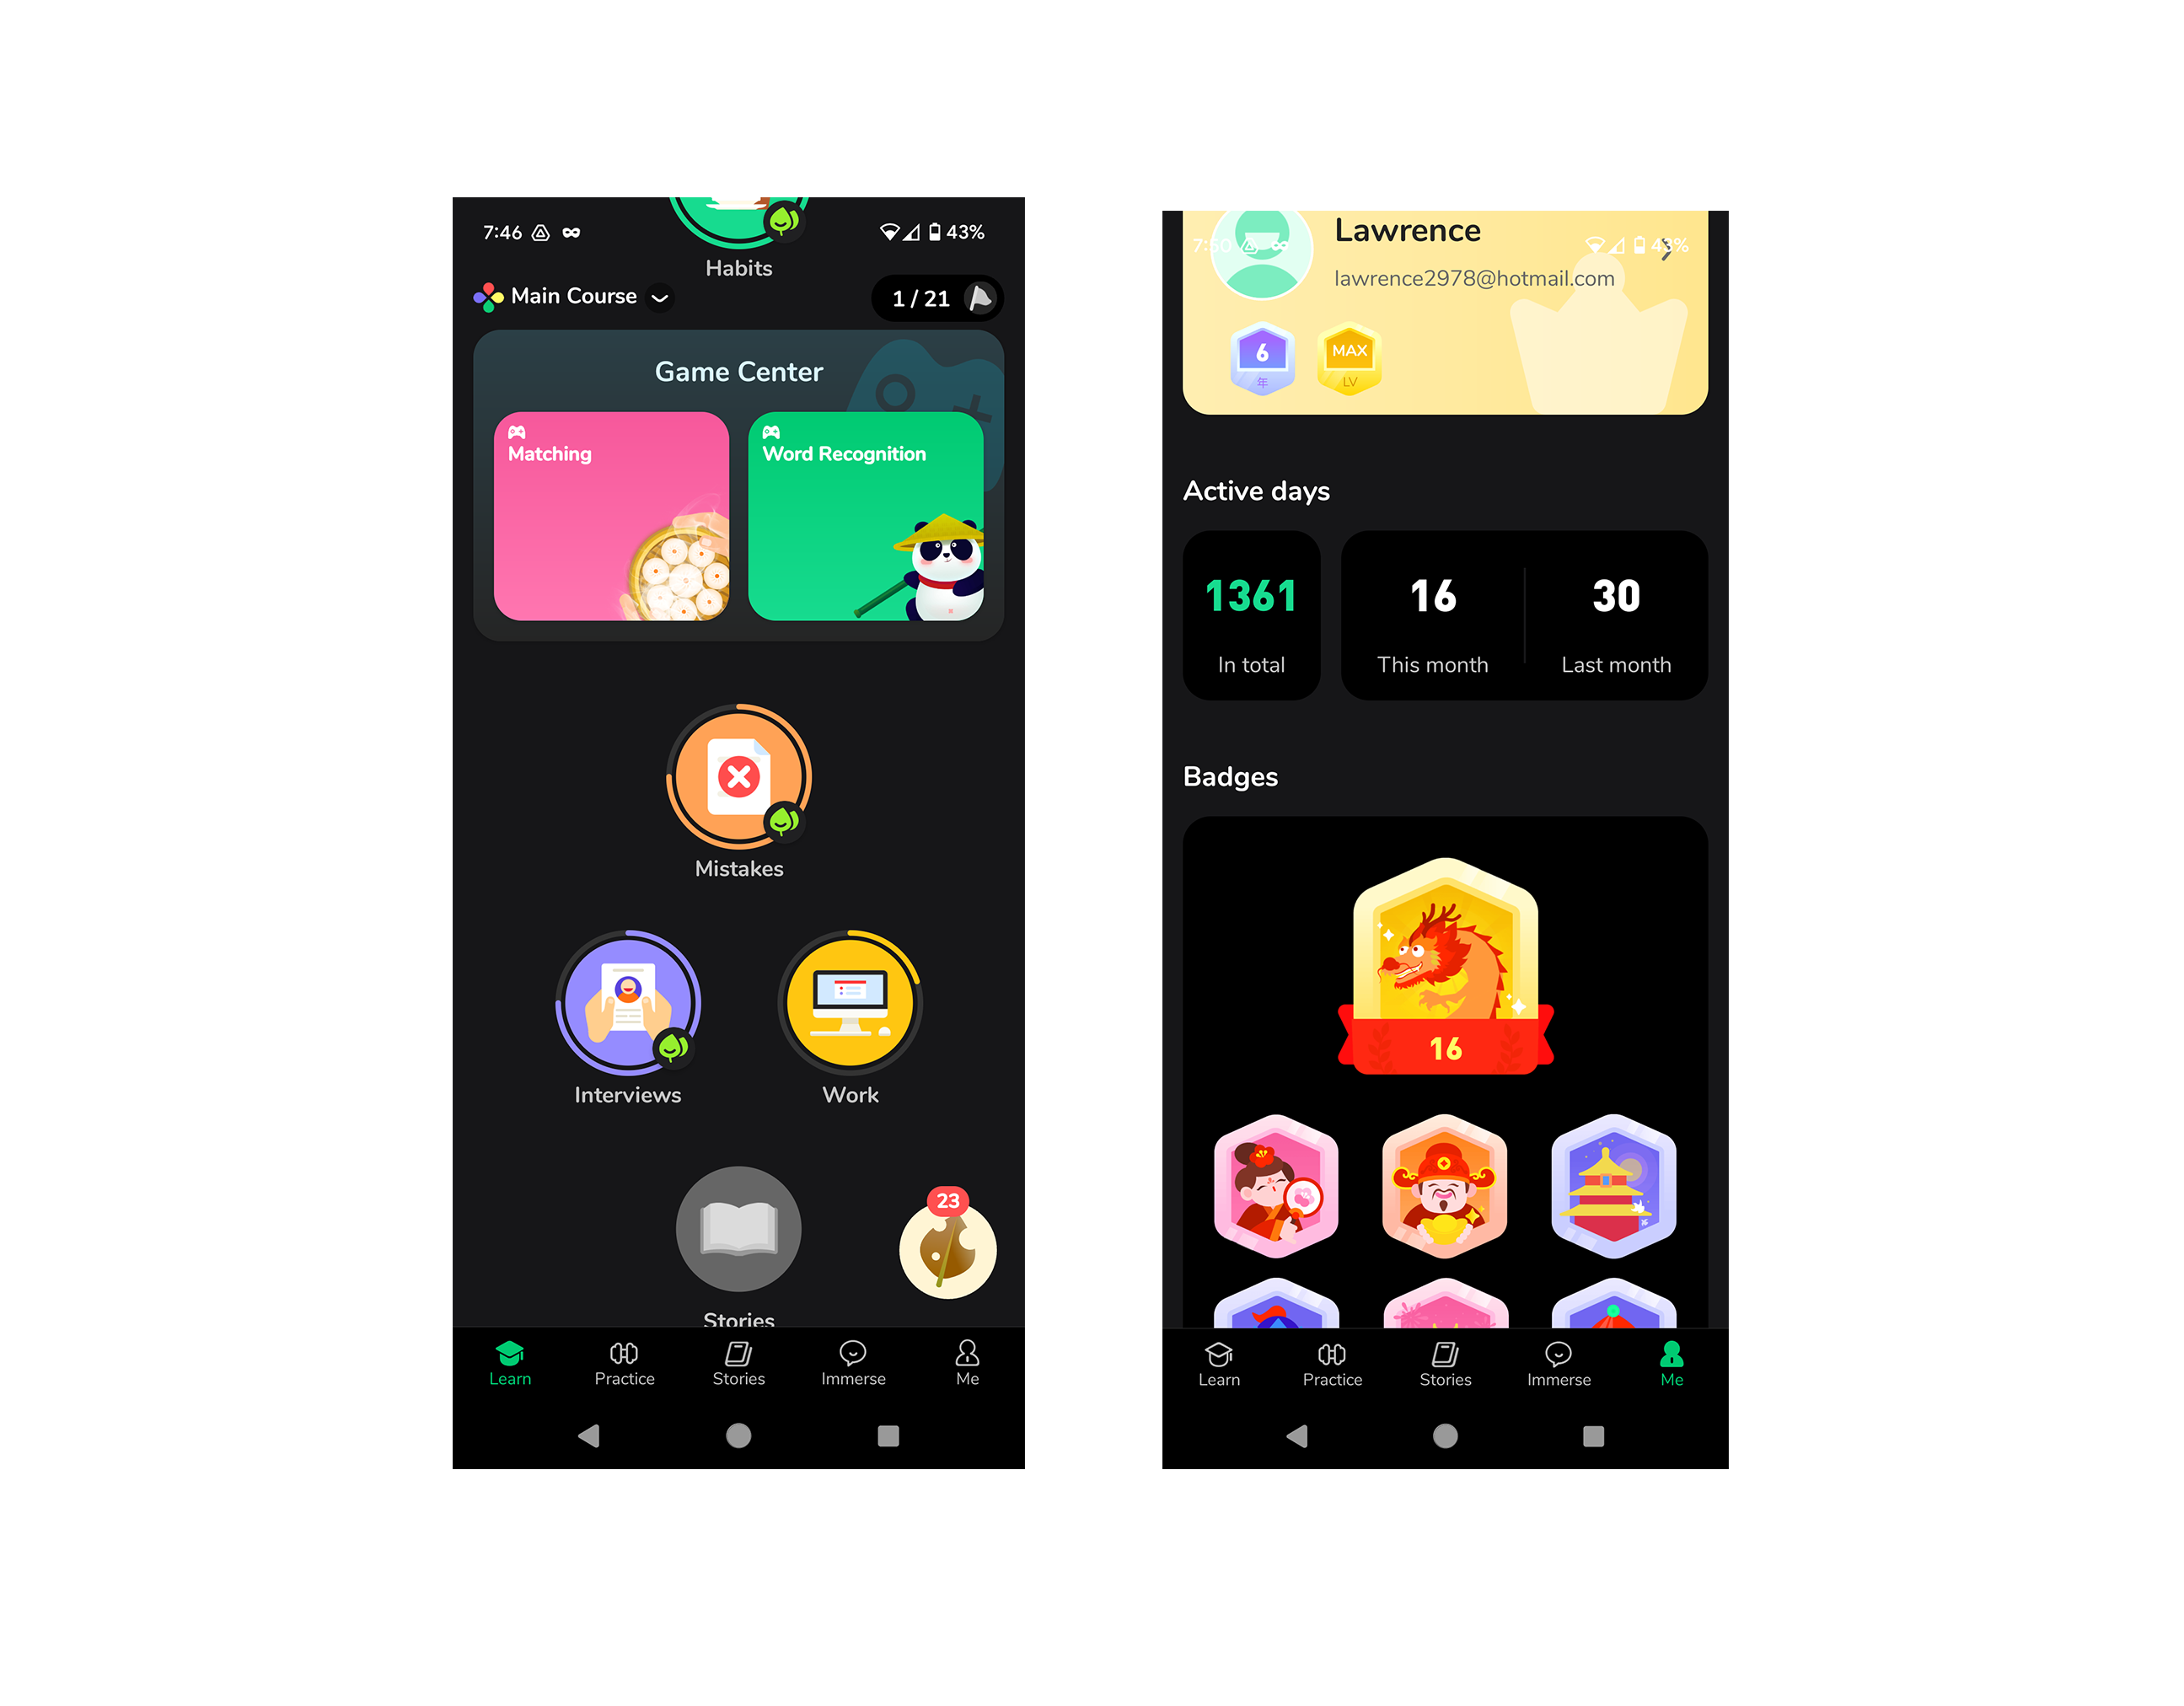 7:46
43%
Habits
Main Course
1 / 21
Game Center
Matching
Word Recognition
Mistakes
Interviews
Work
23
Stories
Learn
Practice
Stories
Immerse
Me
Lawrence
7:50
43%
lawrence2978@hotmail.com
6
年
MAX
LV
Active days
1361
16
30
In total
This month
Last month
Badges
16
Learn
Practice
Stories
Immerse
Me